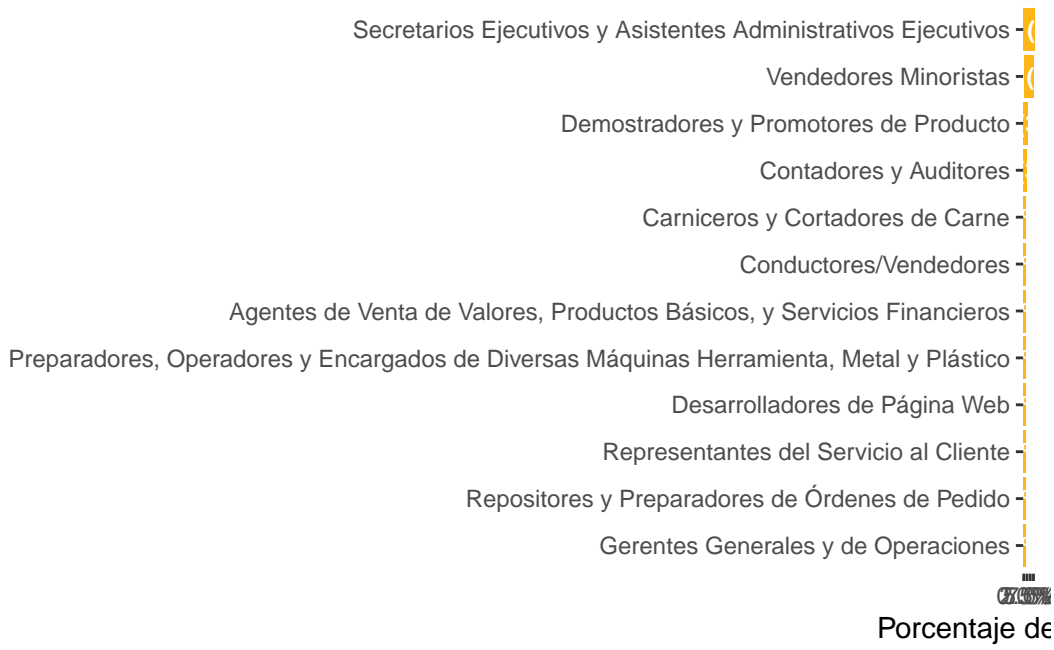 Secretarios Ejecutivos y Asistentes Administrativos Ejecutivos
Vendedores Minoristas
Demostradores y Promotores de Producto
Contadores y Auditores
Carniceros y Cortadores de Carne
Conductores/Vendedores
Agentes de Venta de Valores, Productos Básicos, y Servicios Financieros
Preparadores, Operadores y Encargados de Diversas Máquinas Herramienta, Metal y Plástico
Desarrolladores de Página Web
Representantes del Servicio al Cliente
Repositores y Preparadores de Órdenes de Pedido
Gerentes Generales y de Operaciones
Porcentaje de